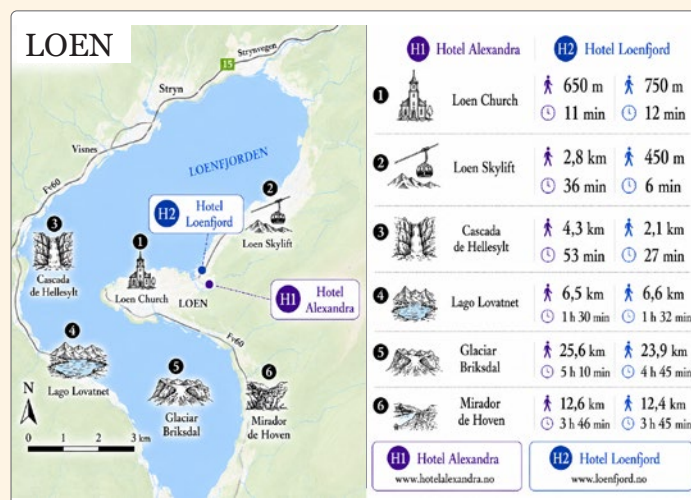 LOEN
Strynvegen
15
Stryn
Visnes
Fv60
LOENFJORDEN
H2 Hotel
Loenfjord
2
Loen Skylift
3
Cascada
de Hellesylt
1
Loen Church
LOEN
H1 Hotel
Alexandra
4
Lago Lovatnet
Fv60
5
Glaciar
Briksdal
6
Mirador
de Hoven
N
0 1 2 3 km
H1 Hotel Alexandra
H2 Hotel Loenfjord
1 Loen Church 650 m 750 m
11 min 12 min
2 Loen Skylift 2,8 km 450 m
36 min 6 min
3 Cascada 4,3 km 2,1 km
de Hellesylt 53 min 27 min
4 Lago Lovatnet 6,5 km 6,6 km
1 h 30 min 1 h 32 min
5 Glaciar 25,6 km 23,9 km
Briksdal 5 h 10 min 4 h 45 min
6 Mirador 12,6 km 12,4 km
de Hoven 3 h 46 min 3 h 45 min
H1 Hotel Alexandra
www.hotelalexandra.no
H2 Hotel Loenfjord
www.loenfjord.no